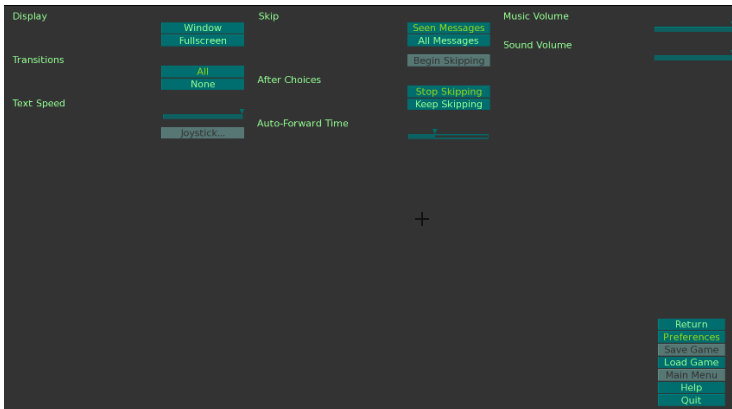 Display
Window
Fullscreen
Transitions
All
None
Text Speed
Joystick...
Skip
Seen Messages
All Messages
Begin Skipping
After Choices
Stop Skipping
Keep Skipping
Auto-Forward Time
Music Volume
Sound Volume
Return
Preferences
Save Game
Load Game
Main Menu
Help
Quit